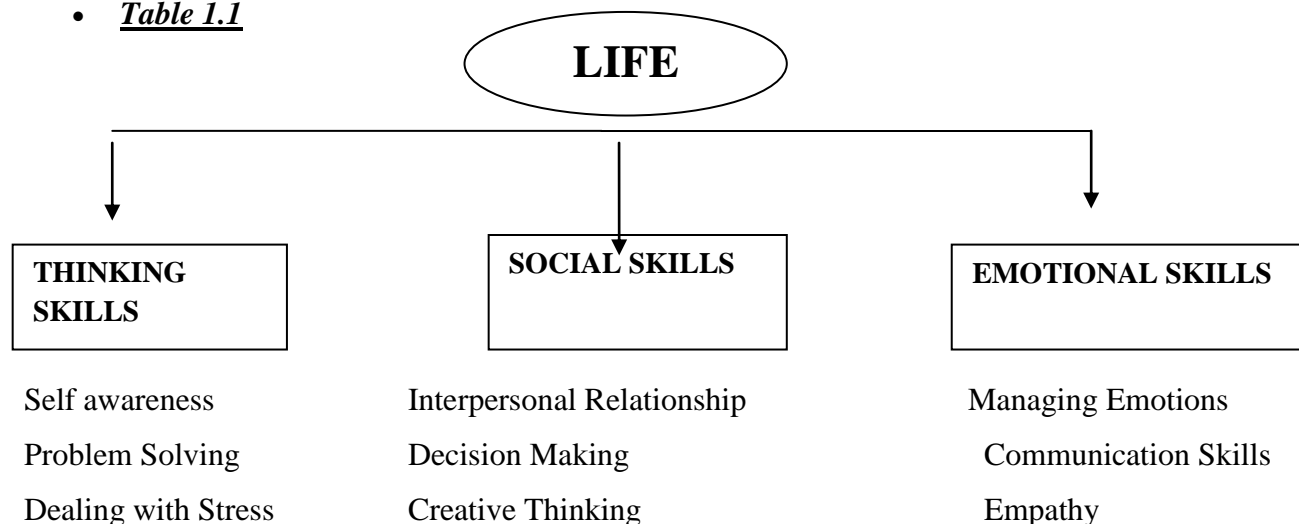 • Table 1.1
LIFE
THINKING
SKILLS
SOCIAL SKILLS
EMOTIONAL SKILLS
Self awareness
Interpersonal Relationship
Managing Emotions
Problem Solving
Decision Making
Communication Skills
Dealing with Stress
Creative Thinking
Empathy